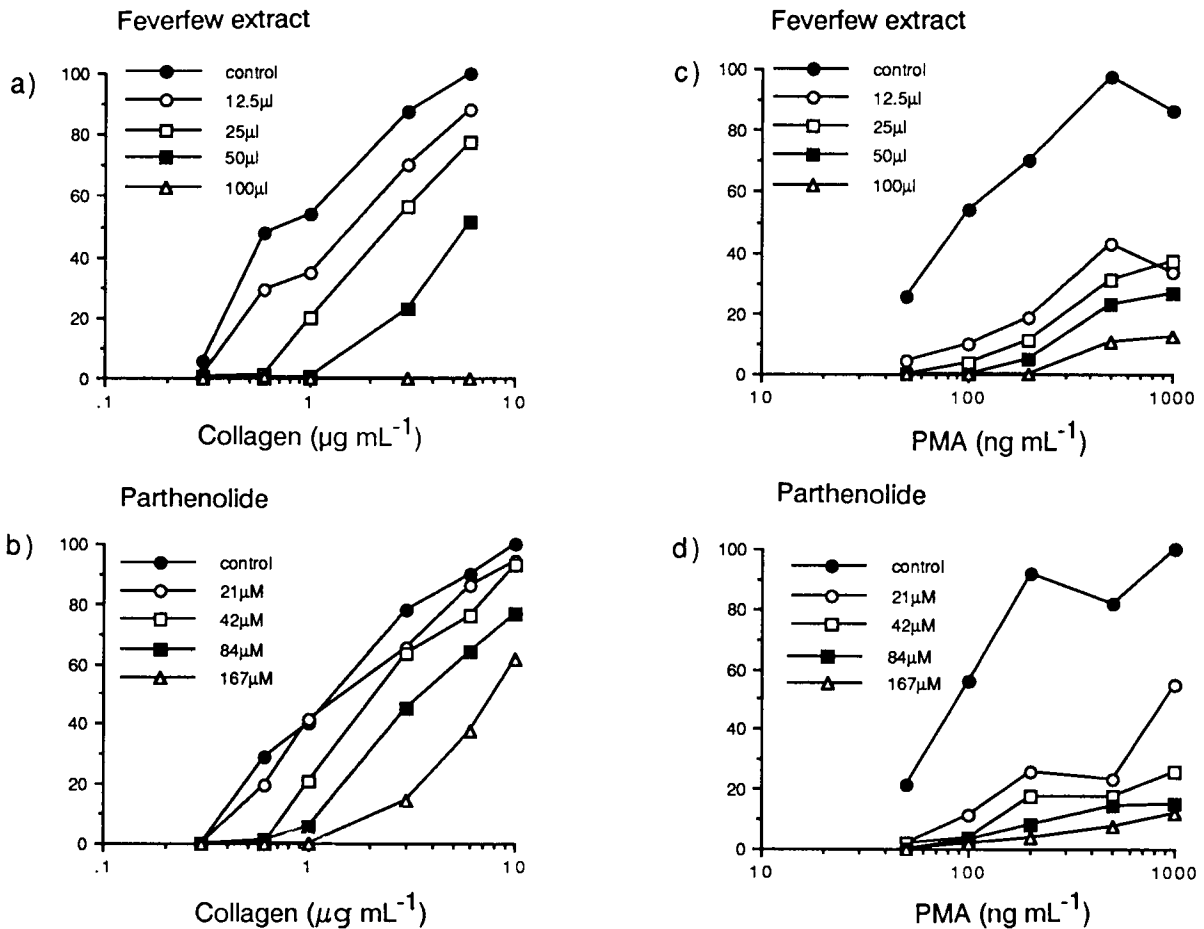 Feverfew extract
a)
control
12.5μl
25μl
50μl
100μl
100
80
60
40
20
0
.1
1
10
Collagen (μg mL-1)
Feverfew extract
c)
control
12.5μl
25μl
50μl
100μl
100
80
60
40
20
0
10
100
1000
PMA (ng mL-1)
Parthenolide
b)
control
21μM
42μM
84μM
167μM
100
80
60
40
20
0
.1
1
10
Collagen (μg mL-1)
Parthenolide
d)
control
21μM
42μM
84μM
167μM
100
80
60
40
20
0
10
100
1000
PMA (ng mL-1)